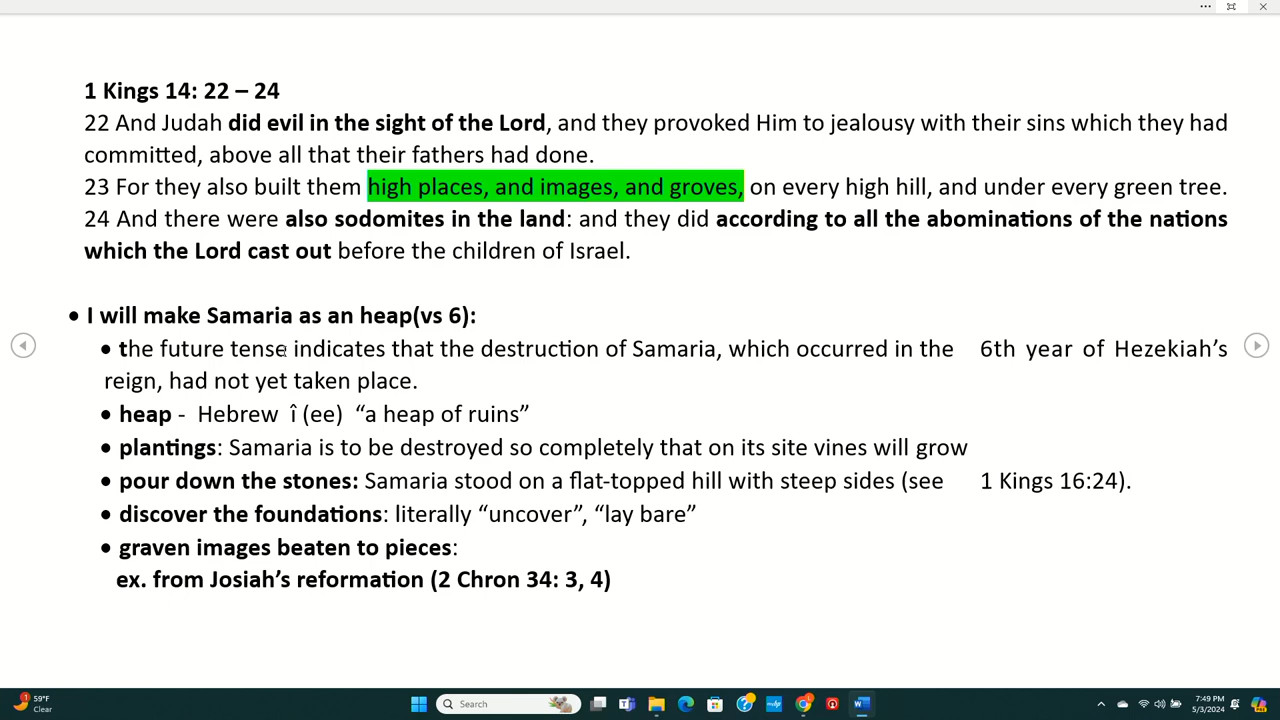 1 Kings 14: 22 – 24
22 And Judah did evil in the sight of the Lord, and they provoked Him to jealousy with their sins which they had
committed, above all that their fathers had done.
23 For they also built them high places, and images, and groves, on every high hill, and under every green tree.
24 And there were also sodomites in the land: and they did according to all the abominations of the nations
which the Lord cast out before the children of Israel.
• I will make Samaria as an heap(vs 6):
• the future tense indicates that the destruction of Samaria, which occurred in the 6th year of Hezekiah’s
reign, had not yet taken place.
• heap - Hebrew î (ee) “a heap of ruins”
• plantings: Samaria is to be destroyed so completely that on its site vines will grow
• pour down the stones: Samaria stood on a flat-topped hill with steep sides (see 1 Kings 16:24).
• discover the foundations: literally “uncover”, “lay bare”
• graven images beaten to pieces:
ex. from Josiah’s reformation (2 Chron 34: 3, 4)
1
59°F
Clear
Search
7:49 PM
5/3/2024